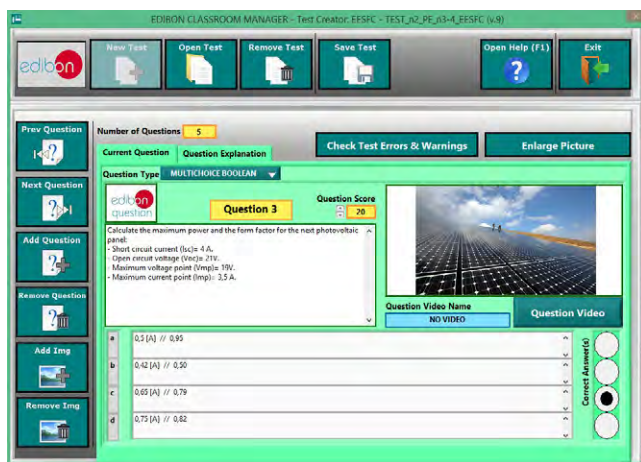 EDIBON CLASSROOM MANAGER - Test Creator: EESFC - TEST_n2_PE_n3-4_EESFC (v.9)
edibon
New Test
Open Test
Remove Test
Save Test
Open Help (F1)
Exit
Prev Question
Number of Questions 5
Current Question
Question Explanation
Check Test Errors & Warnings
Enlarge Picture
Question Type MULTICHOICE BOOLEAN
Next Question
edibon
question
Question 3
Question Score
20
Calculate the maximum power and the form factor for the next photovoltaic
panel:
- Short circuit current (Isc)= 4 A.
- Open circuit voltage (Vnc)= 21V.
- Maximum voltage point (Vmp)= 19V.
- Maximum current point (Imp)= 3,5 A.
Add Question
Remove Question
Question Video Name
NO VIDEO
Question Video
Add Img
Remove Img
a 0,5 [A] // 0,95
b 0,42 [A] // 0,50
c 0,65 [A] // 0,79
d 0,75 [A] // 0,82
Correct Answer(s)